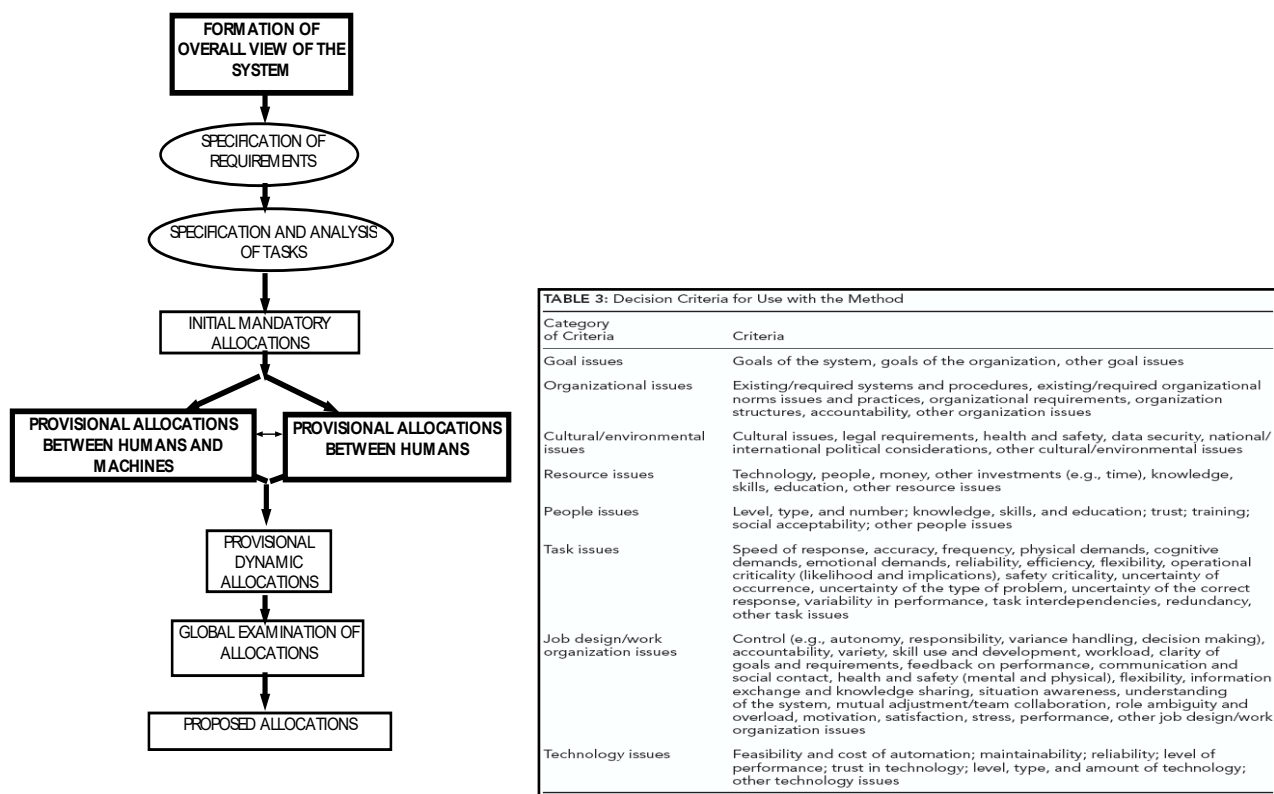 FORMATION OF
OVERALL VIEW OF THE
SYSTEM
SPECIFICATION OF
REQUIREMENTS
SPECIFICATION AND ANALYSIS
OF TASKS
INITIAL MANDATORY
ALLOCATIONS
PROVISIONAL ALLOCATIONS
BETWEEN HUMANS AND
MACHINES
PROVISIONAL ALLOCATIONS
BETWEEN HUMANS
PROVISIONAL
DYNAMIC
ALLOCATIONS
GLOBAL EXAMINATION OF
ALLOCATIONS
PROPOSED ALLOCATIONS
TABLE 3: Decision Criteria for Use with the Method
Category
of Criteria
Criteria
Goal issues
Goals of the system, goals of the organization, other goal issues
Organizational issues
Existing/required systems and procedures, existing/required organizational
norms issues and practices, organizational requirements, organization
structures, accountability, other organization issues
Cultural/environmental
issues
Cultural issues, legal requirements, health and safety, data security, national/
international political considerations, other cultural/environmental issues
Resource issues
Technology, people, money, other investments (e.g., time), knowledge,
skills, education, other resource issues
People issues
Level, type, and number; knowledge, skills, and education; trust; training;
social acceptability; other people issues
Task issues
Speed of response, accuracy, frequency, physical demands, cognitive
demands, emotional demands, reliability, efficiency, flexibility, operational
criticality (likelihood and implications), safety criticality, uncertainty of
occurrence, uncertainty of the type of problem, uncertainty of the correct
response, variability in performance, task interdependencies, redundancy,
other task issues
Job design/work
organization issues
Control (e.g., autonomy, responsibility, variance handling, decision making),
accountability, variety, skill use and development, workload, clarity of
goals and requirements, feedback on performance, communication and
social contact, health and safety (mental and physical), flexibility, information
exchange and knowledge sharing, situation awareness, understanding
of the system, mutual adjustment/team collaboration, role ambiguity and
overload, motivation, satisfaction, stress, performance, other job design/work
organization issues
Technology issues
Feasibility and cost of automation; maintainability; reliability; level of
performance; trust in technology; level, type, and amount of technology;
other technology issues